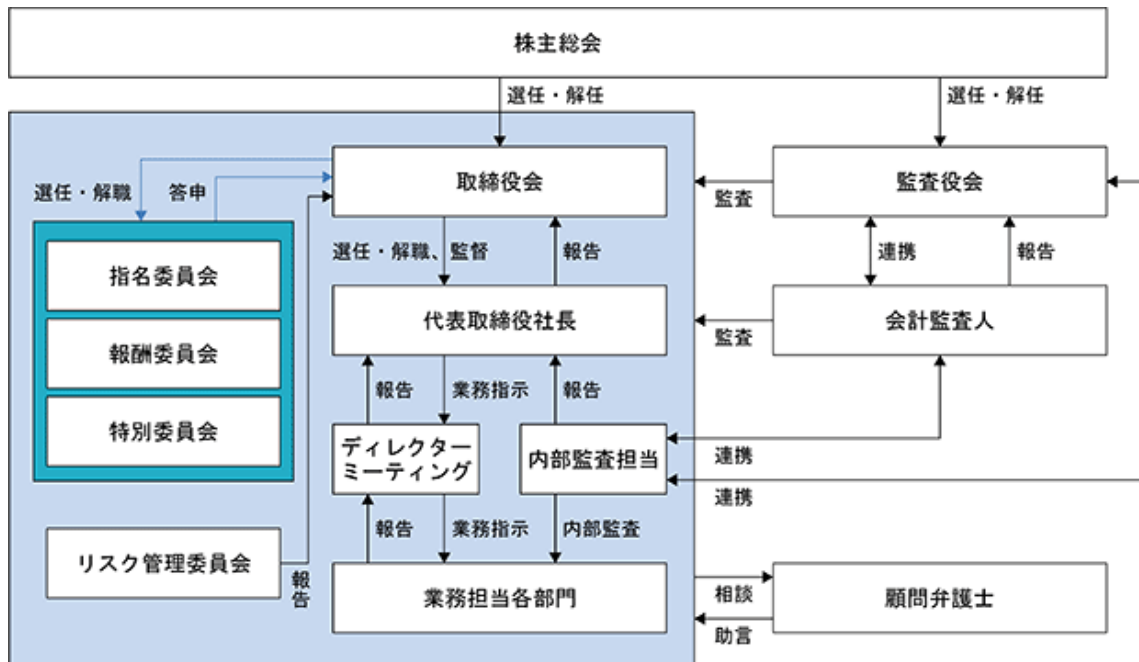 株主総会
選任・解任
選任・解任
取締役会
監査役会
監査
選任・解職
答申
選任・解職、監督
報告
連携
報告
指名委員会
報酬委員会
特別委員会
代表取締役社長
会計監査人
監査
報告
業務指示
報告
ディレクター
ミーティング
内部監査担当
連携
連携
報告
業務指示
内部監査
リスク管理委員会
報告
業務担当各部門
相談
助言
顧問弁護士